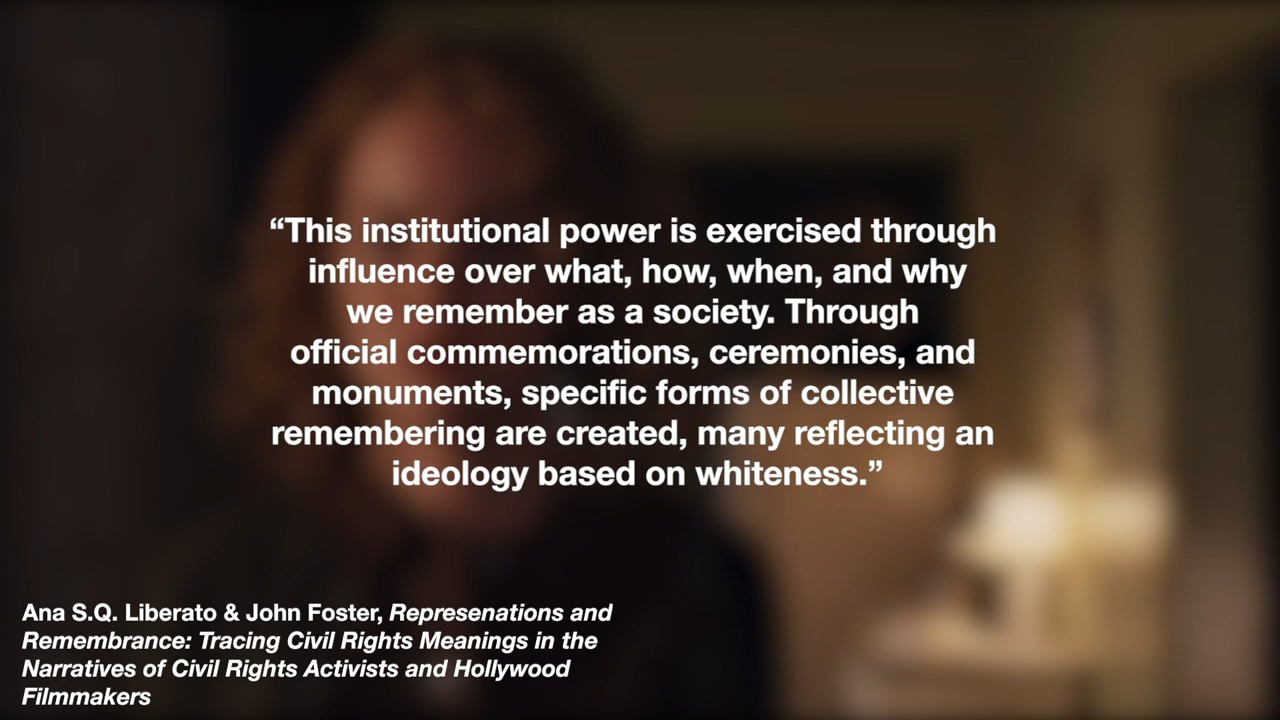 “This institutional power is exercised through
influence over what, how, when, and why
we remember as a society. Through
official commemorations, ceremonies, and
monuments, specific forms of collective
remembering are created, many reflecting an
ideology based on whiteness.”
Ana S.Q. Liberato & John Foster, Represenations and
Remembrance: Tracing Civil Rights Meanings in the
Narratives of Civil Rights Activists and Hollywood
Filmmakers